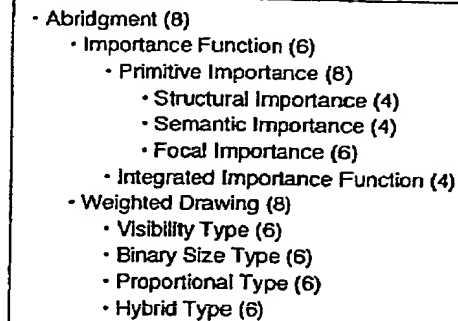 · Abridgment (8)
· Importance Function (6)
· Primitive Importance (8)
· Structural Importance (4)
· Semantic Importance (4)
· Focal Importance (6)
· Integrated Importance Function (4)
· Weighted Drawing (8)
· Visibility Type (6)
· Binary Size Type (6)
· Proportional Type (6)
· Hybrid Type (6)